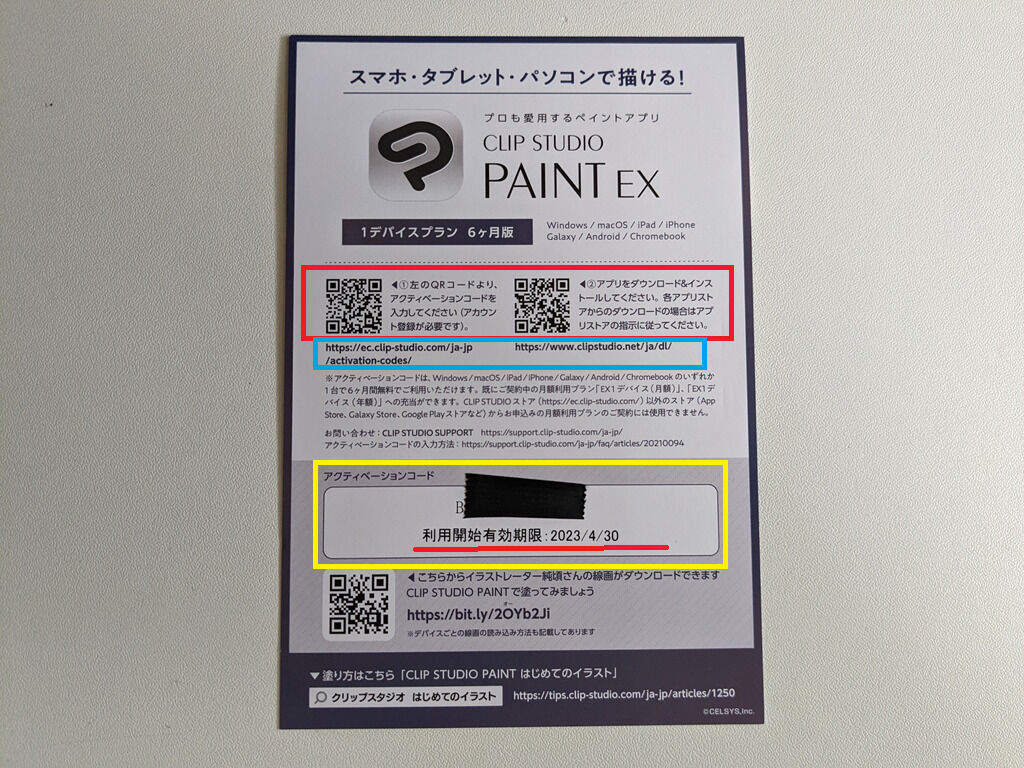 スマホ・タブレット・パソコンで描ける!
プロも愛用するペイントアプリ
CLIP STUDIO
PAINT EX
1デバイスプラン 6ヶ月版
Windows / macOS / iPad / iPhone
Galaxy / Android / Chromebook
◀①左のQRコードより、
アクティベーションコードを
入力してください(アカウン
ト登録が必要です)。
https://ec.clip-studio.com/ja-jp
/activation-codes/
◀②アプリをダウンロード&インス
トールしてください。各アプリスト
アからのダウンロードの場合はアプ
リストアの指示に従ってください。
https://www.clipstudio.net/ja/dl/
※アクティベーションコードは、Windows/macOS/iPad/iPhone/Galaxy/Android/Chromebookのいずれか
1台で6ヶ月間無料でご利用いただけます。既にご契約中の月額利用プラン「EX1デバイス(月額)」、「EX1デ
バイス(年額)」への充当ができます。CLIP STUDIOストア(https://ec.clip-studio.com/)以外のストア(App
Store、Galaxy Store、Google Playストアなど)からお申込みの月額利用プランのご契約には使用できません。
お問い合わせ:CLIP STUDIO SUPPORT https://support.clip-studio.com/ja-jp/
アクティベーションコードの入力方法:https://support.clip-studio.com/ja-jp/faq/articles/20210094
アクティベーションコード
B
利用開始有効期限:2023/4/30
◀こちらからイラストレーター純頃さんの線画がダウンロードできます
CLIP STUDIO PAINTで塗ってみましょう
オー
https://bit.ly/2OYb2Ji
※デバイスごとの線画の読み込み方法も記載してあります
▼塗り方はこちら「CLIP STUDIO PAINT はじめてのイラスト」
クリップスタジオ はじめてのイラスト
https://tips.clip-studio.com/ja-jp/articles/1250
©CELSYS,Inc.